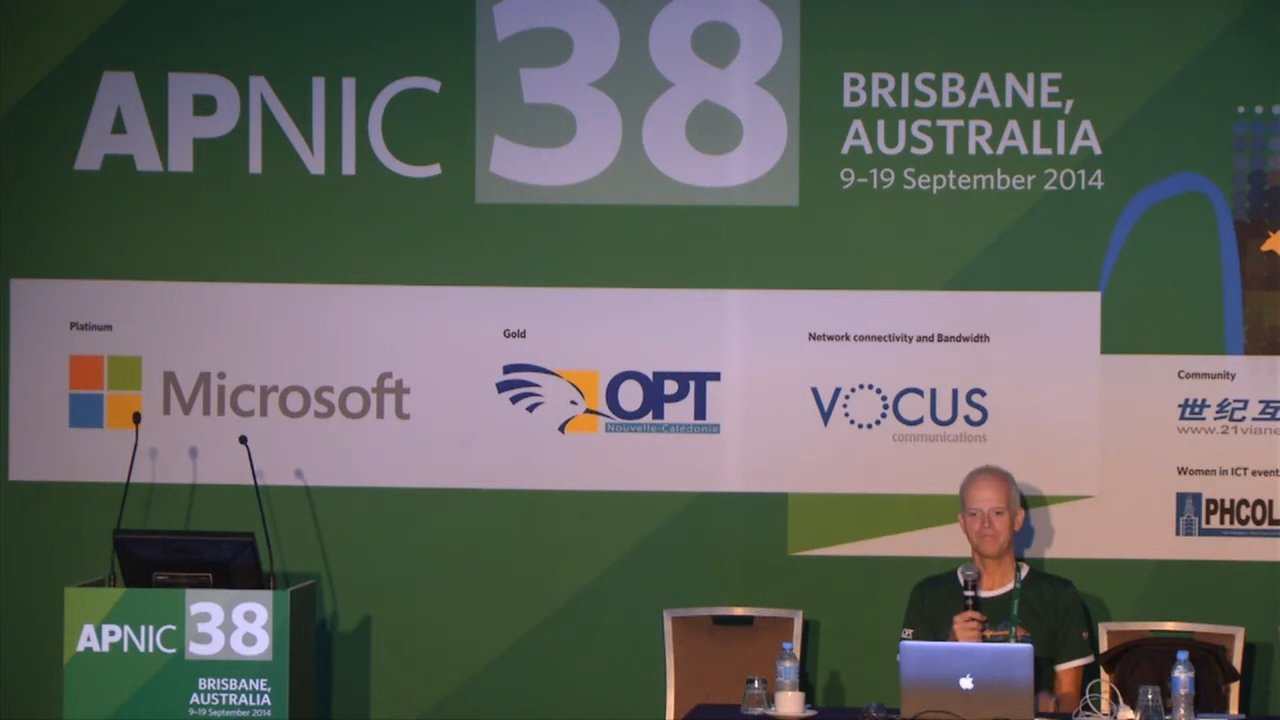 APNIC 38
BRISBANE,
AUSTRALIA
9–19 September 2014
Platinum
Microsoft
Gold
OPT
Nouvelle-Calédonie
Network connectivity and Bandwidth
VOCUS
communications
Community
世纪互
www.21viane
Women in ICT event
PHCOL
APNIC 38
BRISBANE,
AUSTRALIA
9–19 September 2014